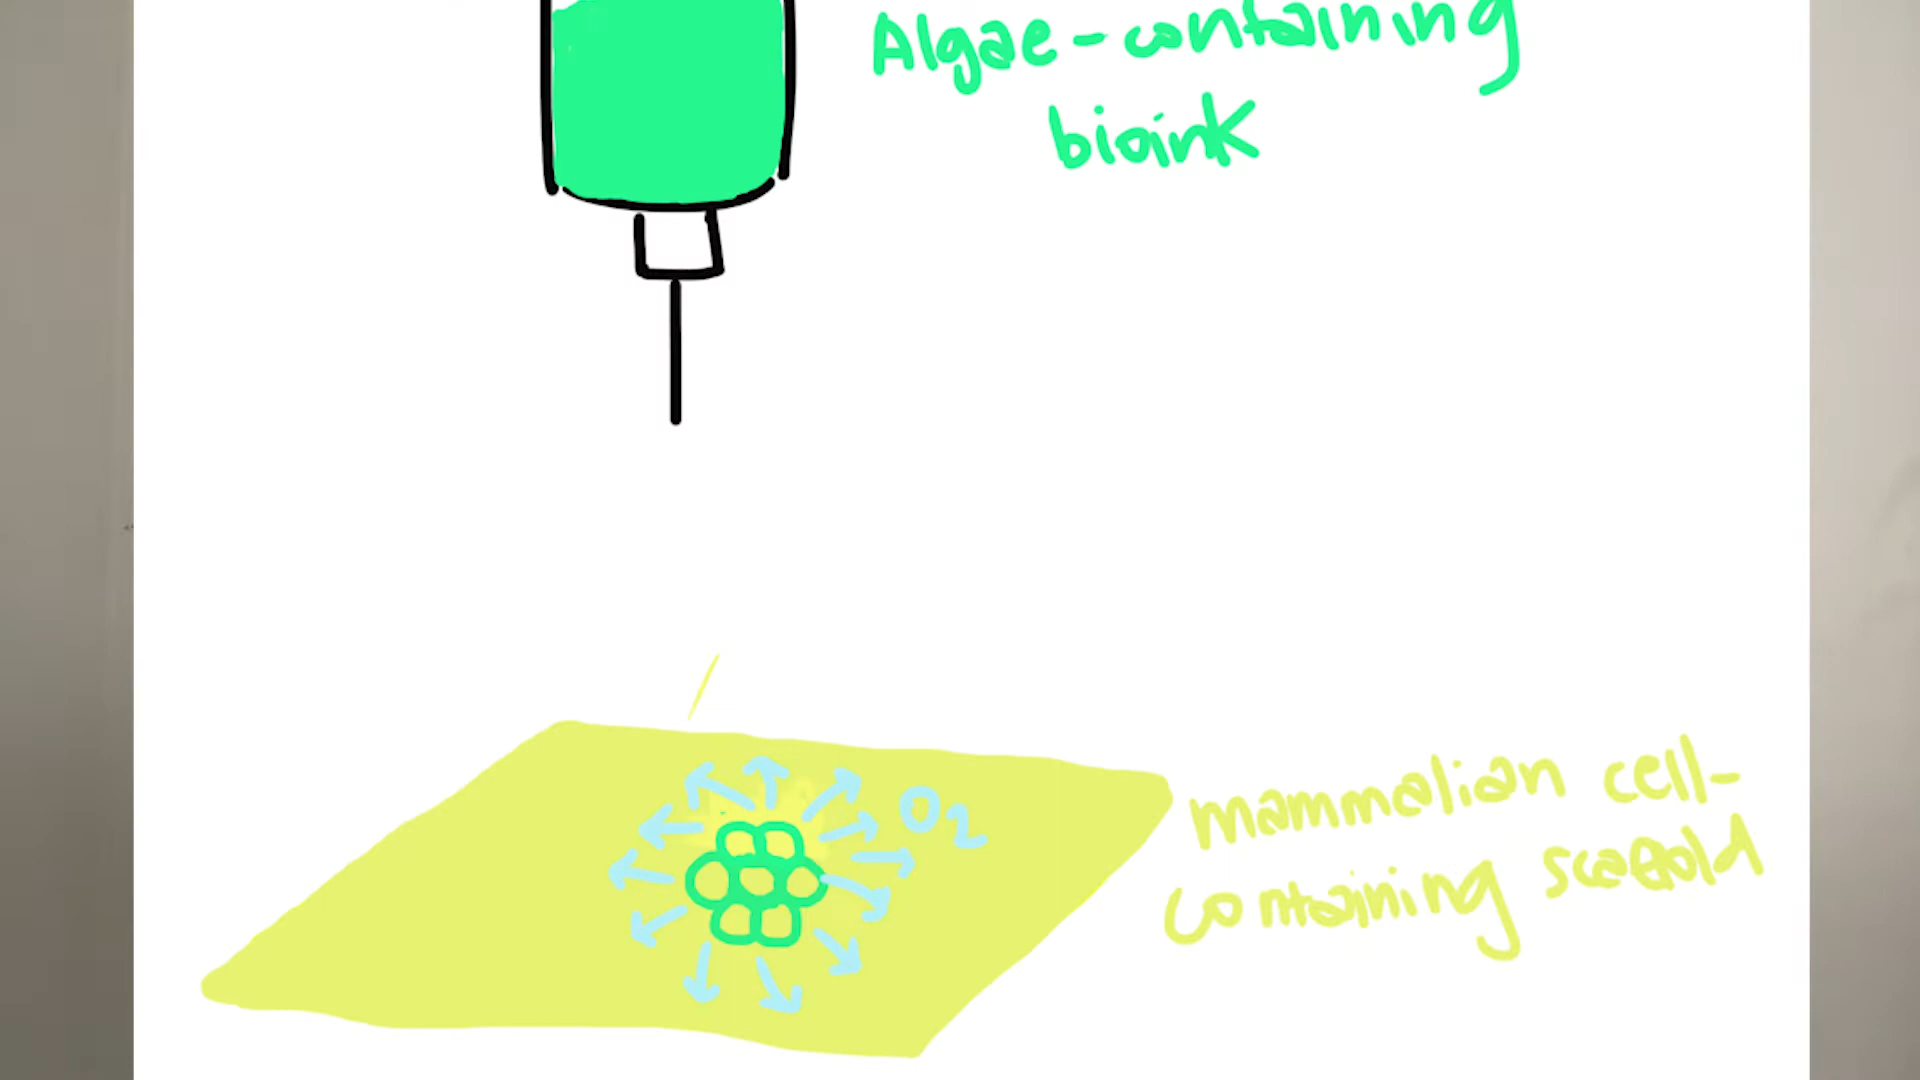 Algae-containing
bioink
O2
mammalian cell-
containing scaffold